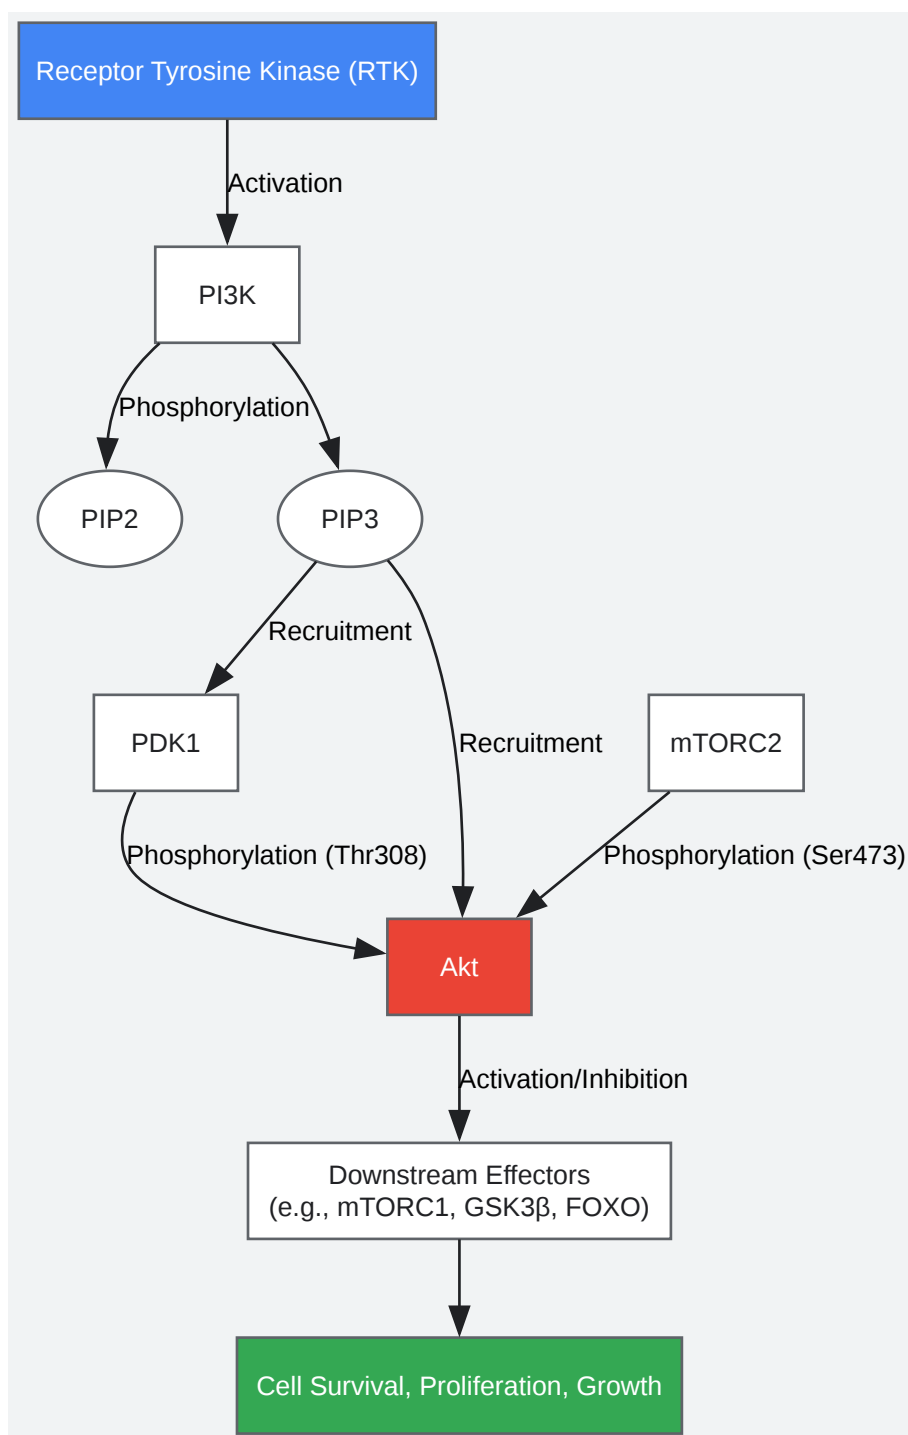 Receptor Tyrosine Kinase (RTK)
Activation
PI3K
Phosphorylation
PIP2
PIP3
Recruitment
PDK1
Recruitment
mTORC2
Phosphorylation (Thr308)
Phosphorylation (Ser473)
Akt
Activation/Inhibition
Downstream Effectors
(e.g., mTORC1, GSK3β, FOXO)
Cell Survival, Proliferation, Growth